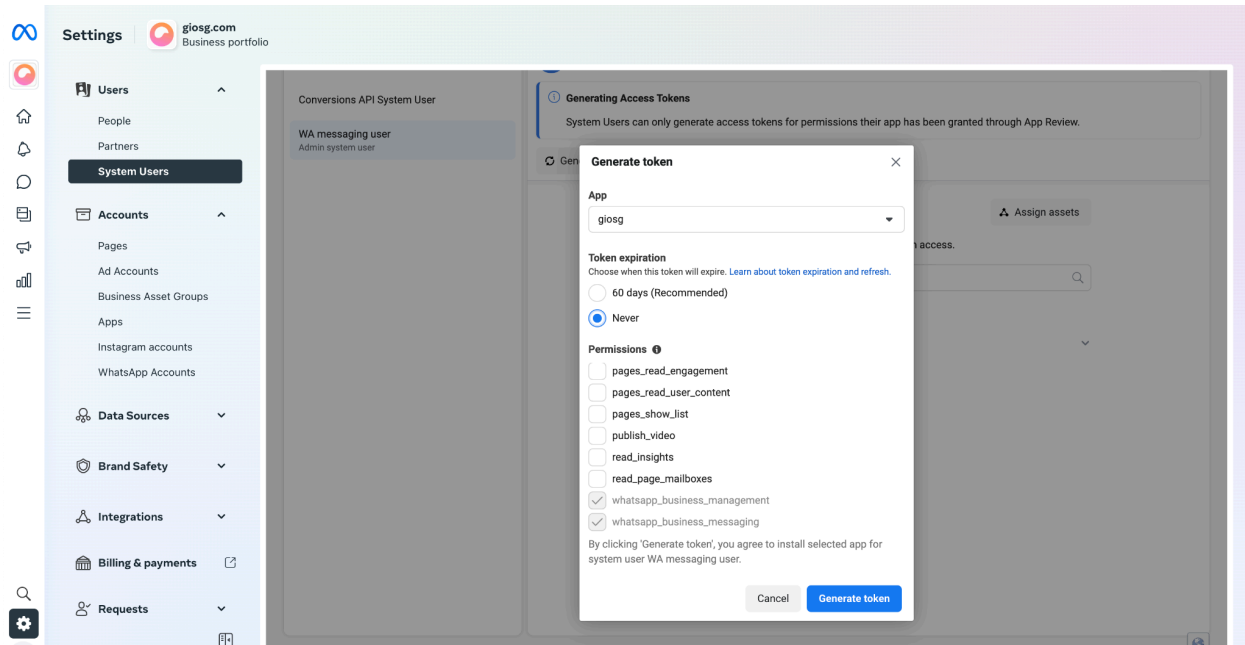 Settings
giosg.com
Business portfolio
Users
People
Partners
System Users
Accounts
Pages
Ad Accounts
Business Asset Groups
Apps
Instagram accounts
WhatsApp Accounts
Data Sources
Brand Safety
Integrations
Billing & payments
Requests
Conversions API System User
WA messaging user
Admin system user
Generating Access Tokens
System Users can only generate access tokens for permissions their app has been granted through App Review.
Gen
Assign assets
access.
Generate token
App
giosg
Token expiration
Choose when this token will expire. Learn about token expiration and refresh.
60 days (Recommended)
Never
Permissions
pages_read_engagement
pages_read_user_content
pages_show_list
publish_video
read_insights
read_page_mailboxes
whatsapp_business_management
whatsapp_business_messaging
By clicking 'Generate token', you agree to install selected app for
system user WA messaging user.
Cancel
Generate token